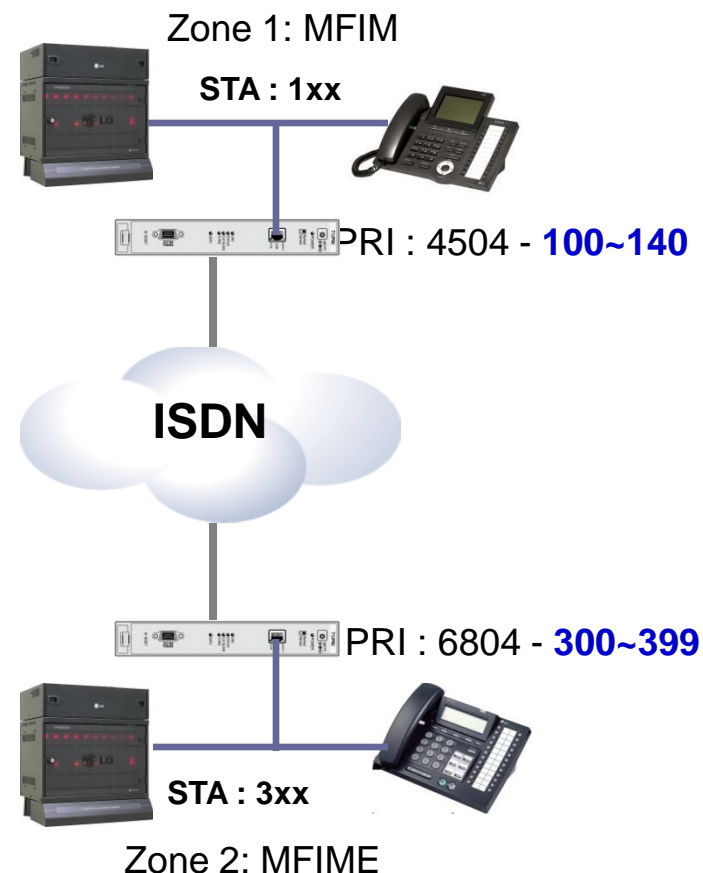 Zone 1: MFIM
STA : 1xx
PRI : 4504 - 100~140
ISDN
PRI : 6804 - 300~399
STA : 3xx
Zone 2: MFIME